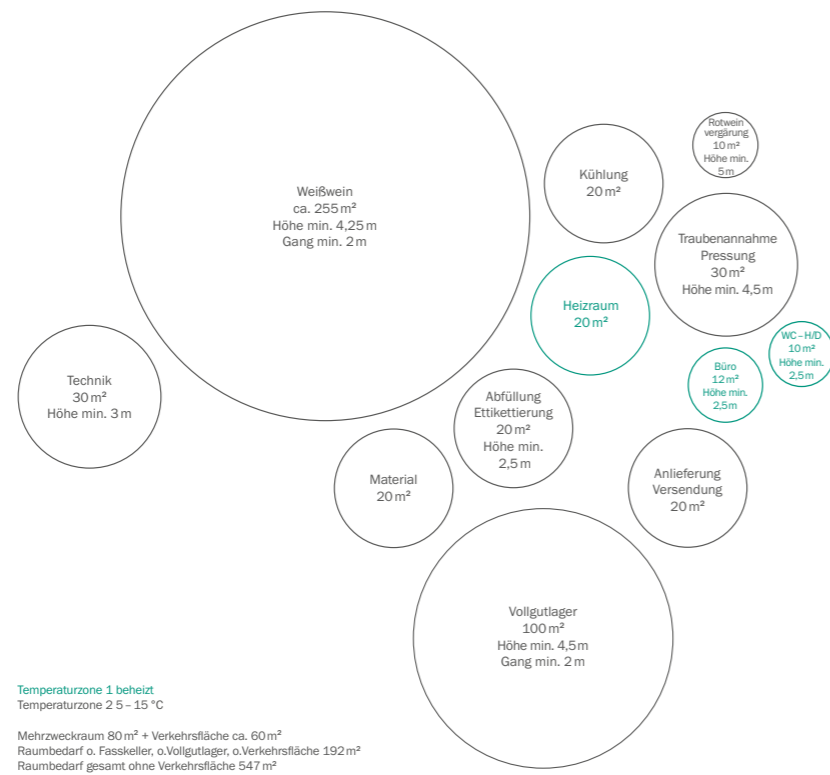 Rotwein
vergärung
10 m²
Höhe min.
5 m
Kühlung
20 m²
Weißwein
ca. 255 m²
Höhe min. 4,25 m
Gang min. 2 m
Traubenannahme
Pressung
30 m²
Höhe min. 4,5 m
Heizraum
20 m²
WC – H/D
10 m²
Höhe min.
2,5 m
Büro
12 m²
Höhe min.
2,5 m
Technik
30 m²
Höhe min. 3 m
Abfüllung
Ettikettierung
20 m²
Höhe min.
2,5 m
Material
20 m²
Anlieferung
Versendung
20 m²
Vollgutlager
100 m²
Höhe min. 4,5 m
Gang min. 2 m
Temperaturzone 1 beheizt
Temperaturzone 2 5 – 15 °C
Mehrzweckraum 80 m² + Verkehrsfläche ca. 60 m²
Raumbedarf o. Fasskeller, o.Vollgutlager, o.Verkehrsfläche 192 m²
Raumbedarf gesamt ohne Verkehrsfläche 547 m²